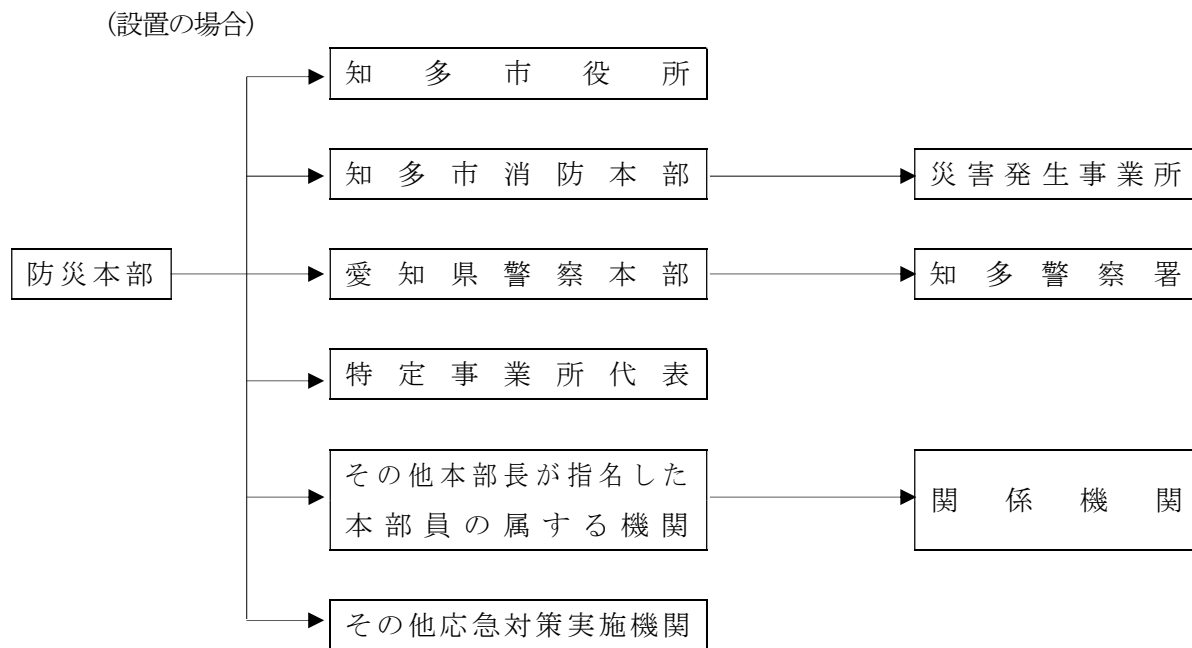 (設置の場合)
知多市役所
知多市消防本部
災害発生事業所
防災本部
愛知県警察本部
知多警察署
特定事業所代表
その他本部長が指名した
本部員の属する機関
関係機関
その他応急対策実施機関